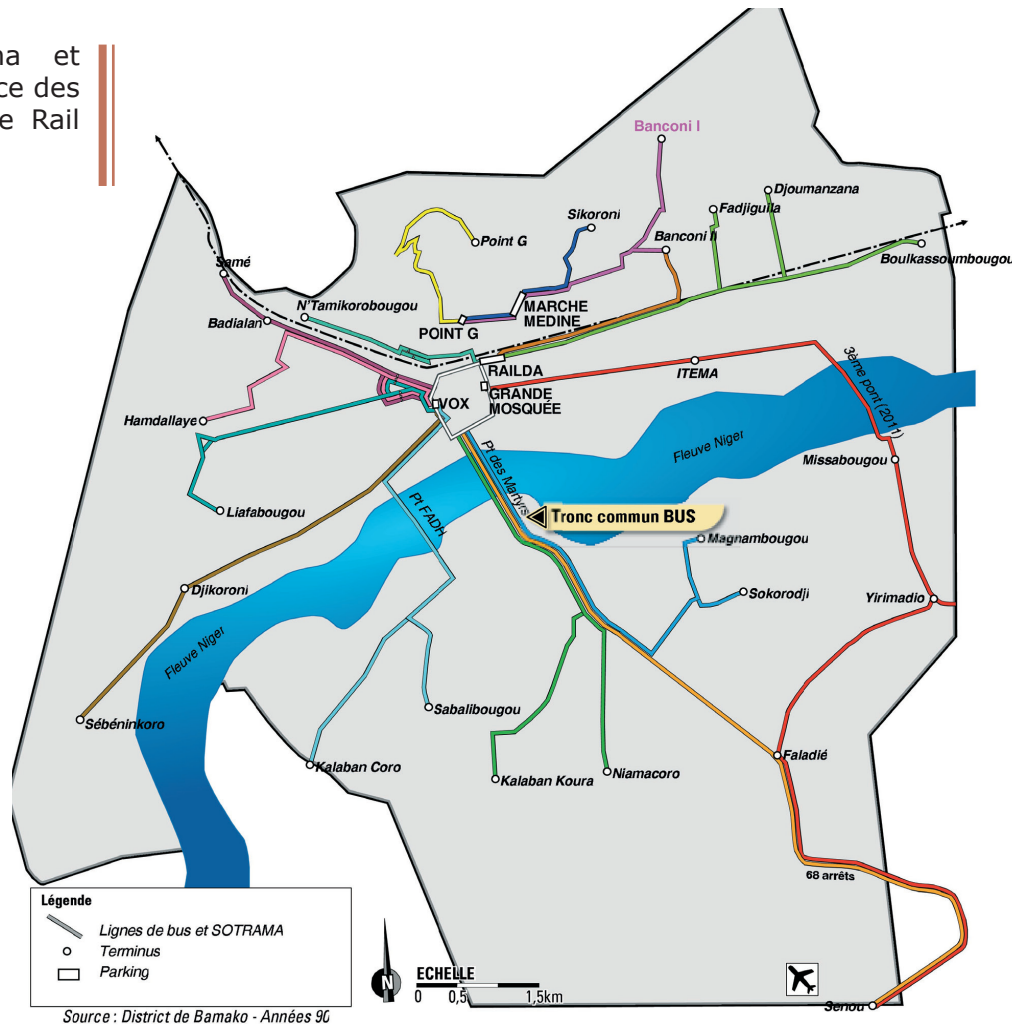 na et
ce des
e Rail
Banconi I
Djoumanzana
Fadjiguila
Sikoroni
Banconi II
Point G
Boulkassoumbougou
Samé
N'Tamikorobougou
MARCHE
MEDINE
Badialan
POINT G
3ème pont (2011)
RAILDA
ITEMA
GRANDE
MOSQUÉE
VOX
Hamdallaye
Pt des Martyrs
Fleuve Niger
Missabougou
Liafabougou
Pt FADH
Tronc commun BUS
Magnambougou
Djikoroni
Sokorodji
Yirimadio
Fleuve Niger
Sébéninkoro
Sabalibougou
Faladié
Kalaban Coro
Kalaban Koura
Niamacoro
68 arrêts
Légende
Lignes de bus et SOTRAMA
Terminus
Parking
N
ECHELLE
0 0,5 1,5km
Senou
Source : District de Bamako - Années 90